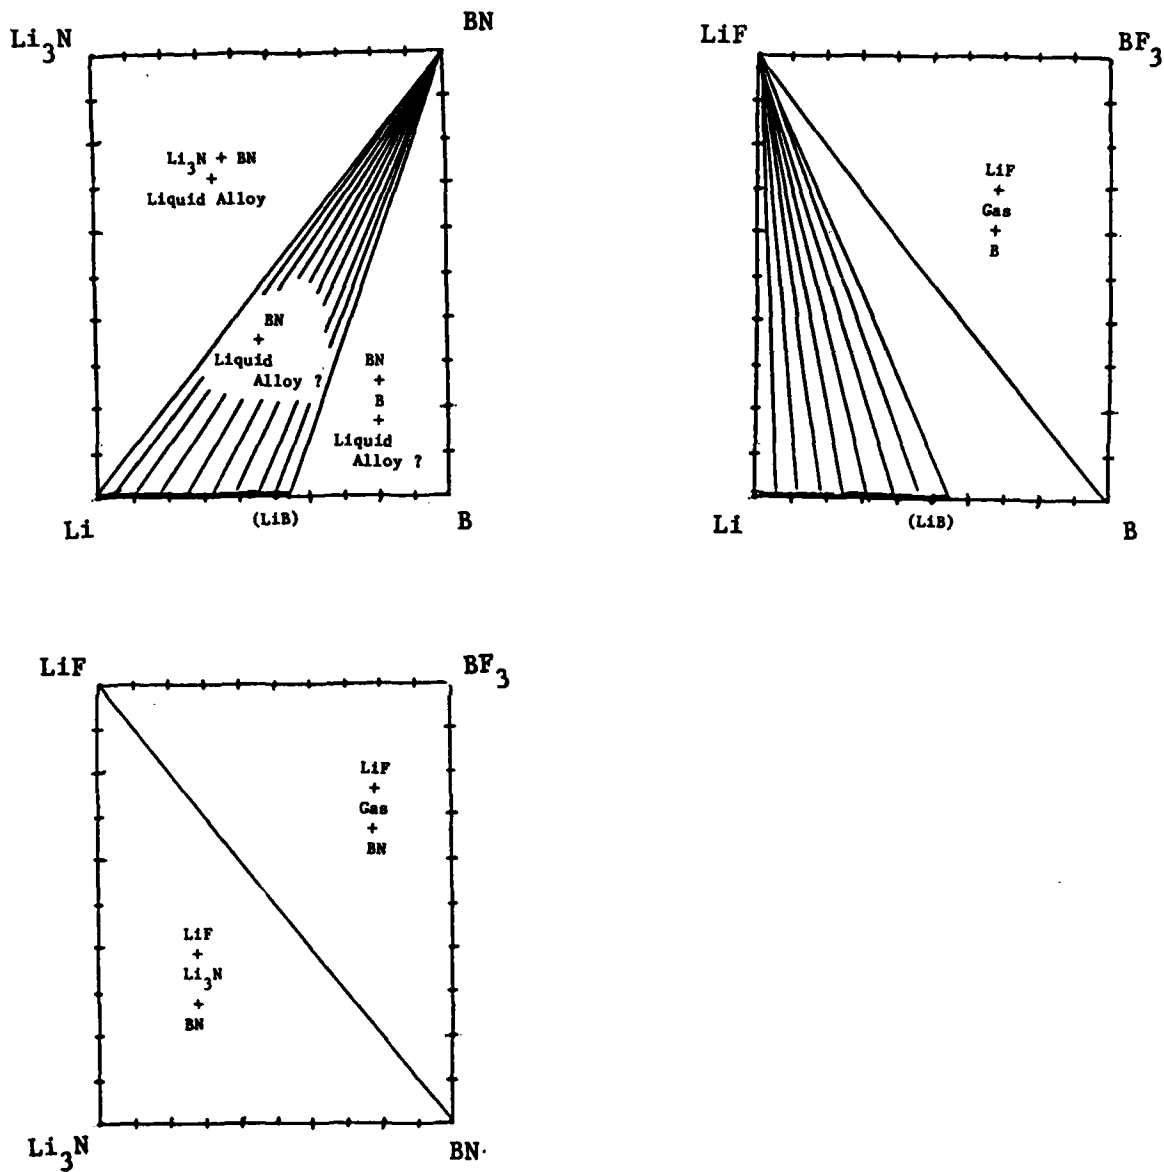 Li₃N
BN
Li₃N + BN
+
Liquid Alloy
BN
+
Liquid
Alloy ?
BN
+
B
+
Liquid
Alloy ?
Li
(LiB)
B
LiF
BF₃
LiF
+
Gas
+
B
Li
(LiB)
B
LiF
BF₃
LiF
+
Gas
+
BN
LiF
+
Li₃N
+
BN
Li₃N
BN